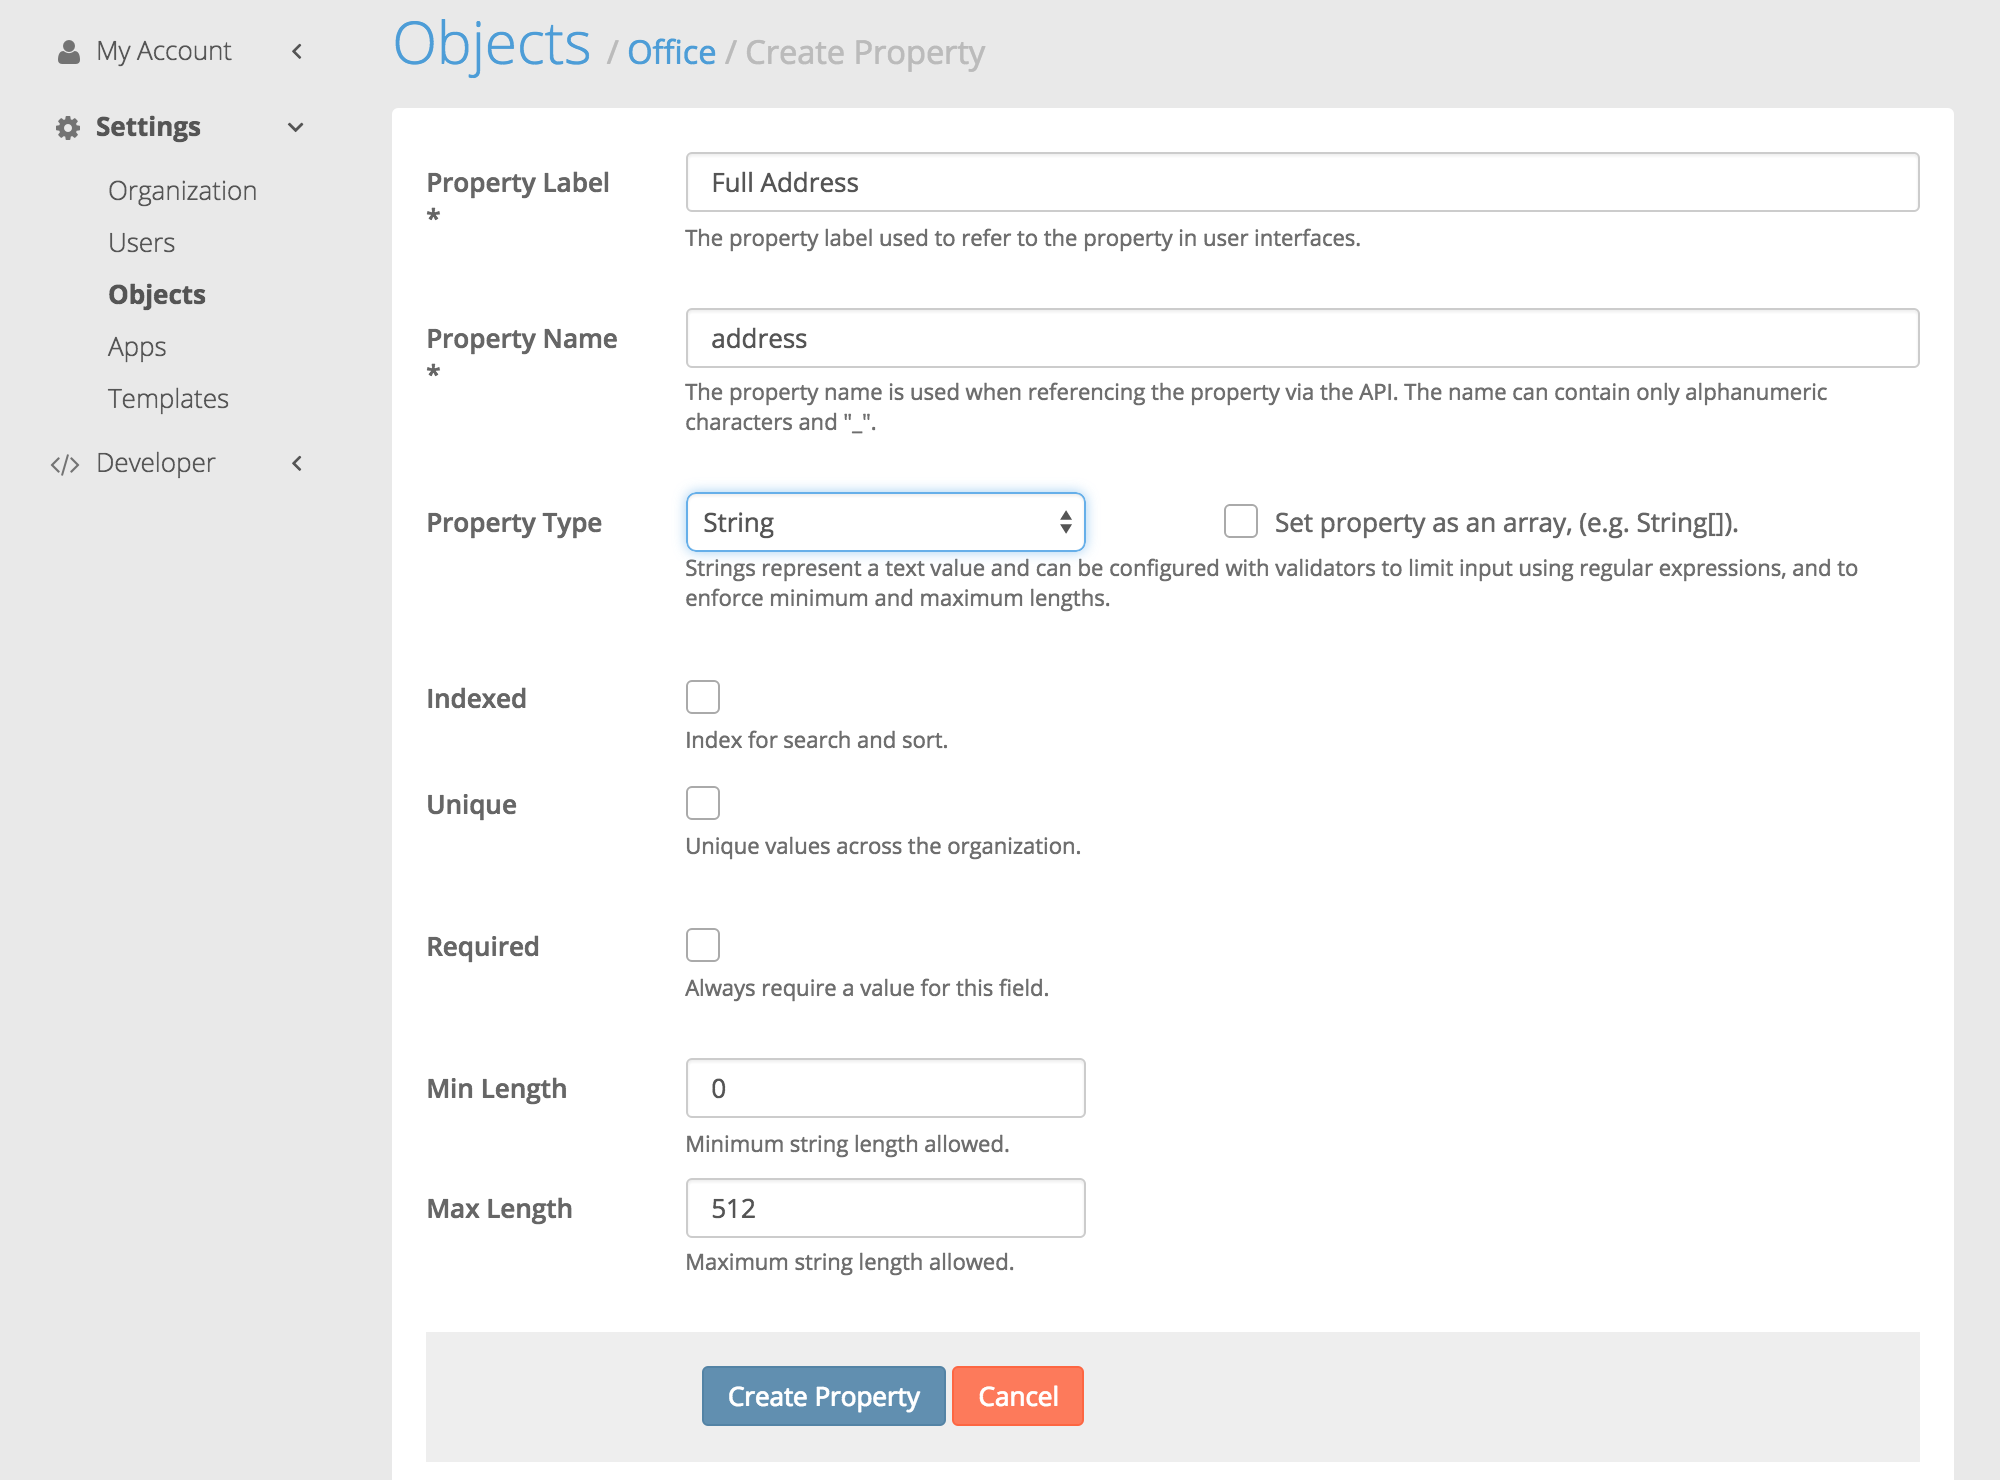 My Account
Settings
Organization
Users
Objects
Apps
Templates
</> Developer
Objects / Office / Create Property
Property Label
*
Full Address
The property label used to refer to the property in user interfaces.
Property Name
*
address
The property name is used when referencing the property via the API. The name can contain only alphanumeric
characters and "_".
Property Type
String
Set property as an array, (e.g. String[]).
Strings represent a text value and can be configured with validators to limit input using regular expressions, and to
enforce minimum and maximum lengths.
Indexed
Index for search and sort.
Unique
Unique values across the organization.
Required
Always require a value for this field.
Min Length
0
Minimum string length allowed.
Max Length
512
Maximum string length allowed.
Create Property
Cancel